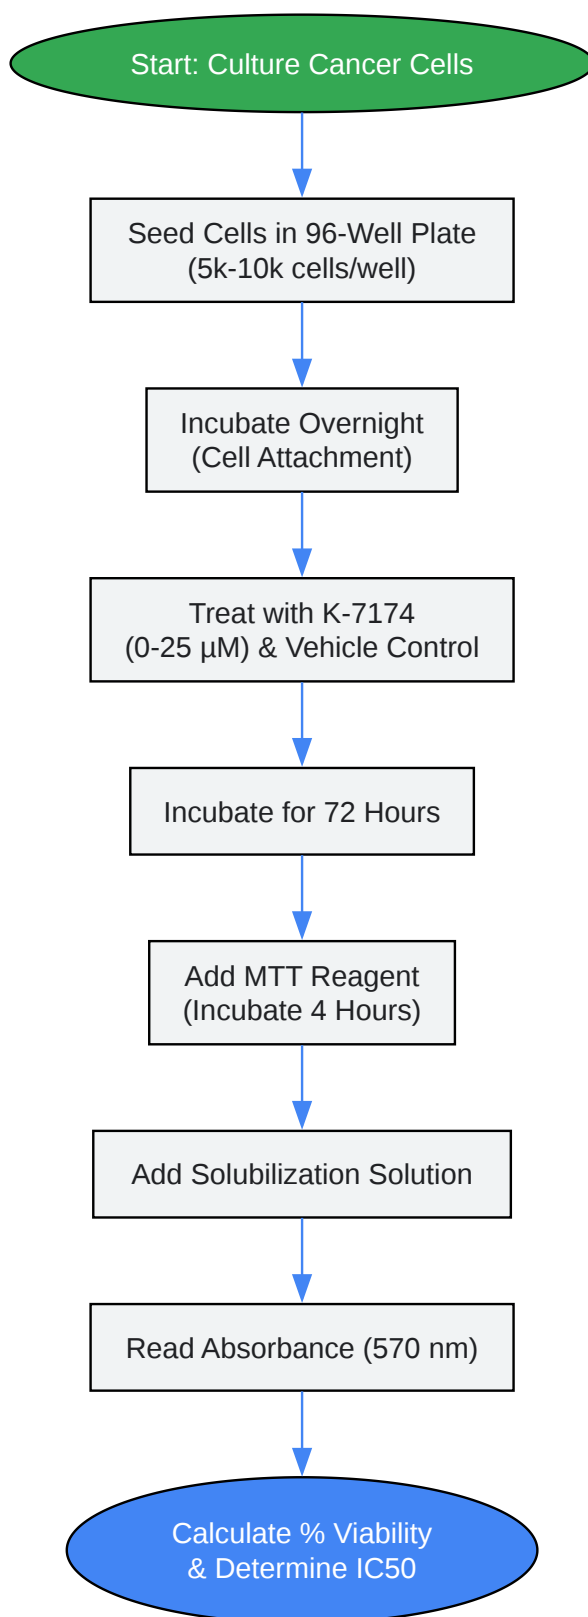 Start: Culture Cancer Cells
Seed Cells in 96-Well Plate
(5k-10k cells/well)
Incubate Overnight
(Cell Attachment)
Treat with K-7174
(0-25 µM) & Vehicle Control
Incubate for 72 Hours
Add MTT Reagent
(Incubate 4 Hours)
Add Solubilization Solution
Read Absorbance (570 nm)
Calculate % Viability
& Determine IC50